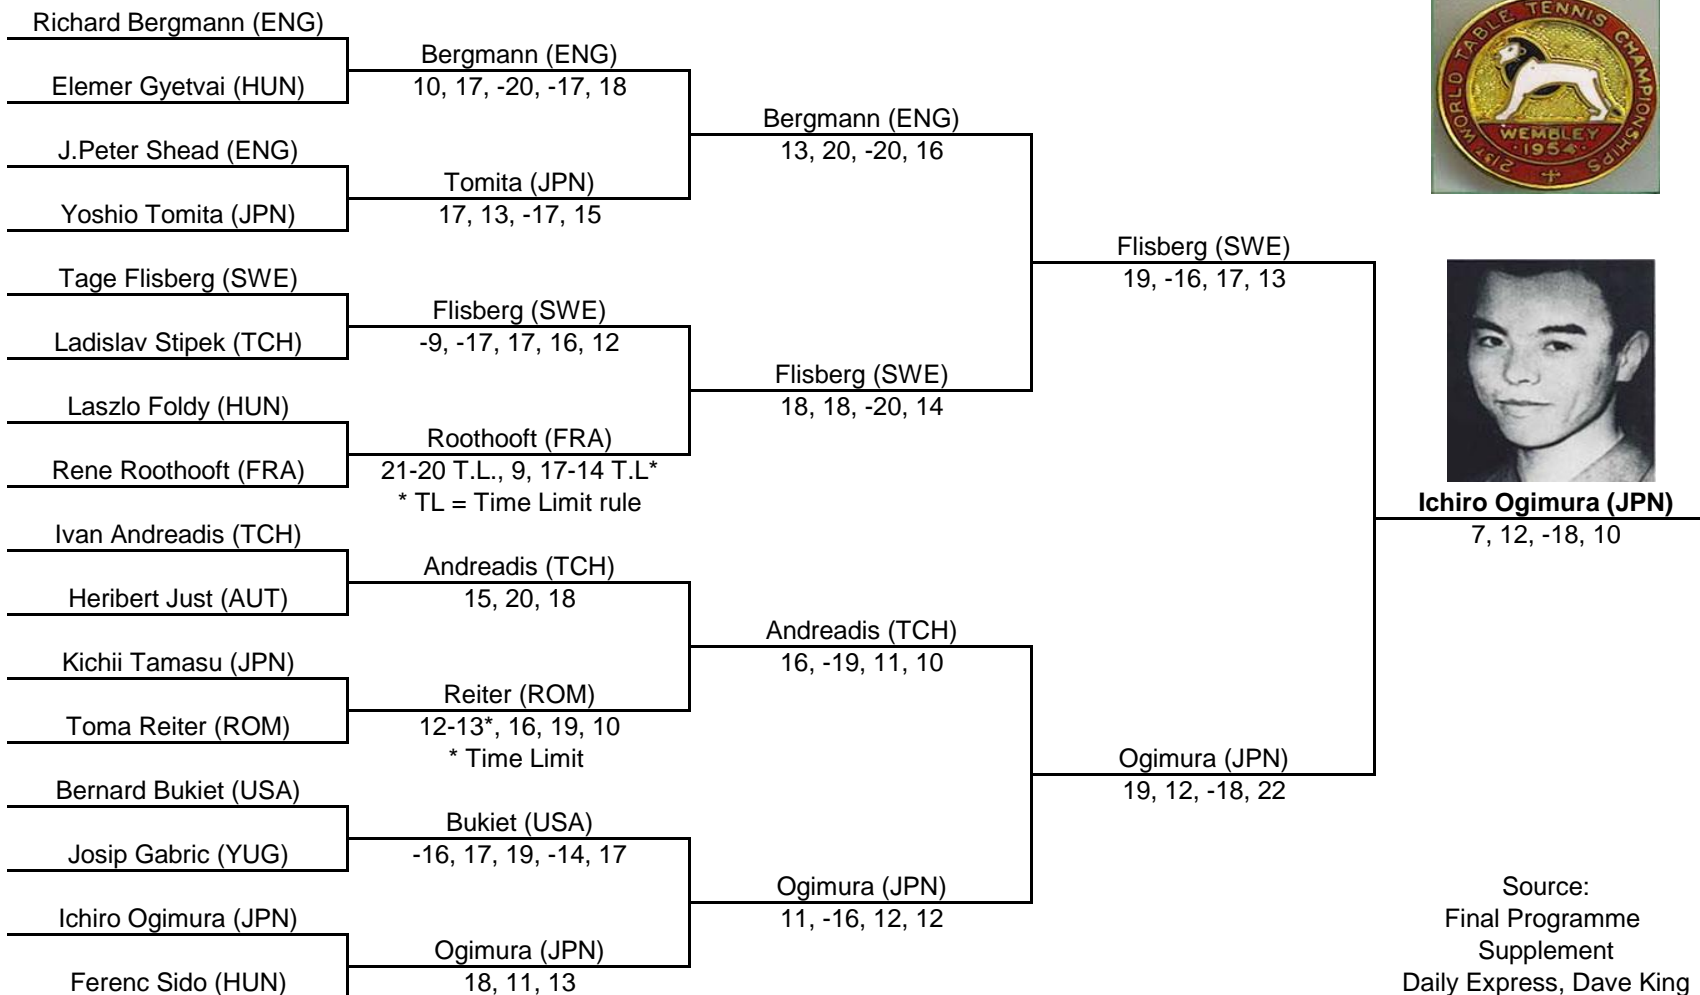 Richard Bergmann (ENG)
Elemer Gyetvai (HUN)
J.Peter Shead (ENG)
Yoshio Tomita (JPN)
Tage Flisberg (SWE)
Ladislav Stipek (TCH)
Laszlo Foldy (HUN)
Rene Roothooft (FRA)
Ivan Andreadis (TCH)
Heribert Just (AUT)
Kichii Tamasu (JPN)
Toma Reiter (ROM)
Bernard Bukiet (USA)
Josip Gabric (YUG)
Ichiro Ogimura (JPN)
Ferenc Sido (HUN)
Bergmann (ENG)
10, 17, -20, -17, 18
Tomita (JPN)
17, 13, -17, 15
Flisberg (SWE)
-9, -17, 17, 16, 12
Roothooft (FRA)
21-20 T.L., 9, 17-14 T.L*
* TL = Time Limit rule
Andreadis (TCH)
15, 20, 18
Reiter (ROM)
12-13*, 16, 19, 10
* Time Limit
Bukiet (USA)
-16, 17, 19, -14, 17
Ogimura (JPN)
18, 11, 13
Bergmann (ENG)
13, 20, -20, 16
Flisberg (SWE)
18, 18, -20, 14
Andreadis (TCH)
16, -19, 11, 10
Ogimura (JPN)
11, -16, 12, 12
Flisberg (SWE)
19, -16, 17, 13
Ogimura (JPN)
19, 12, -18, 22
21ST WORLD TABLE TENNIS CHAMPIONSHIPS
WEMBLEY
·1954·
Ichiro Ogimura (JPN)
7, 12, -18, 10
Source:
Final Programme
Supplement
Daily Express, Dave King